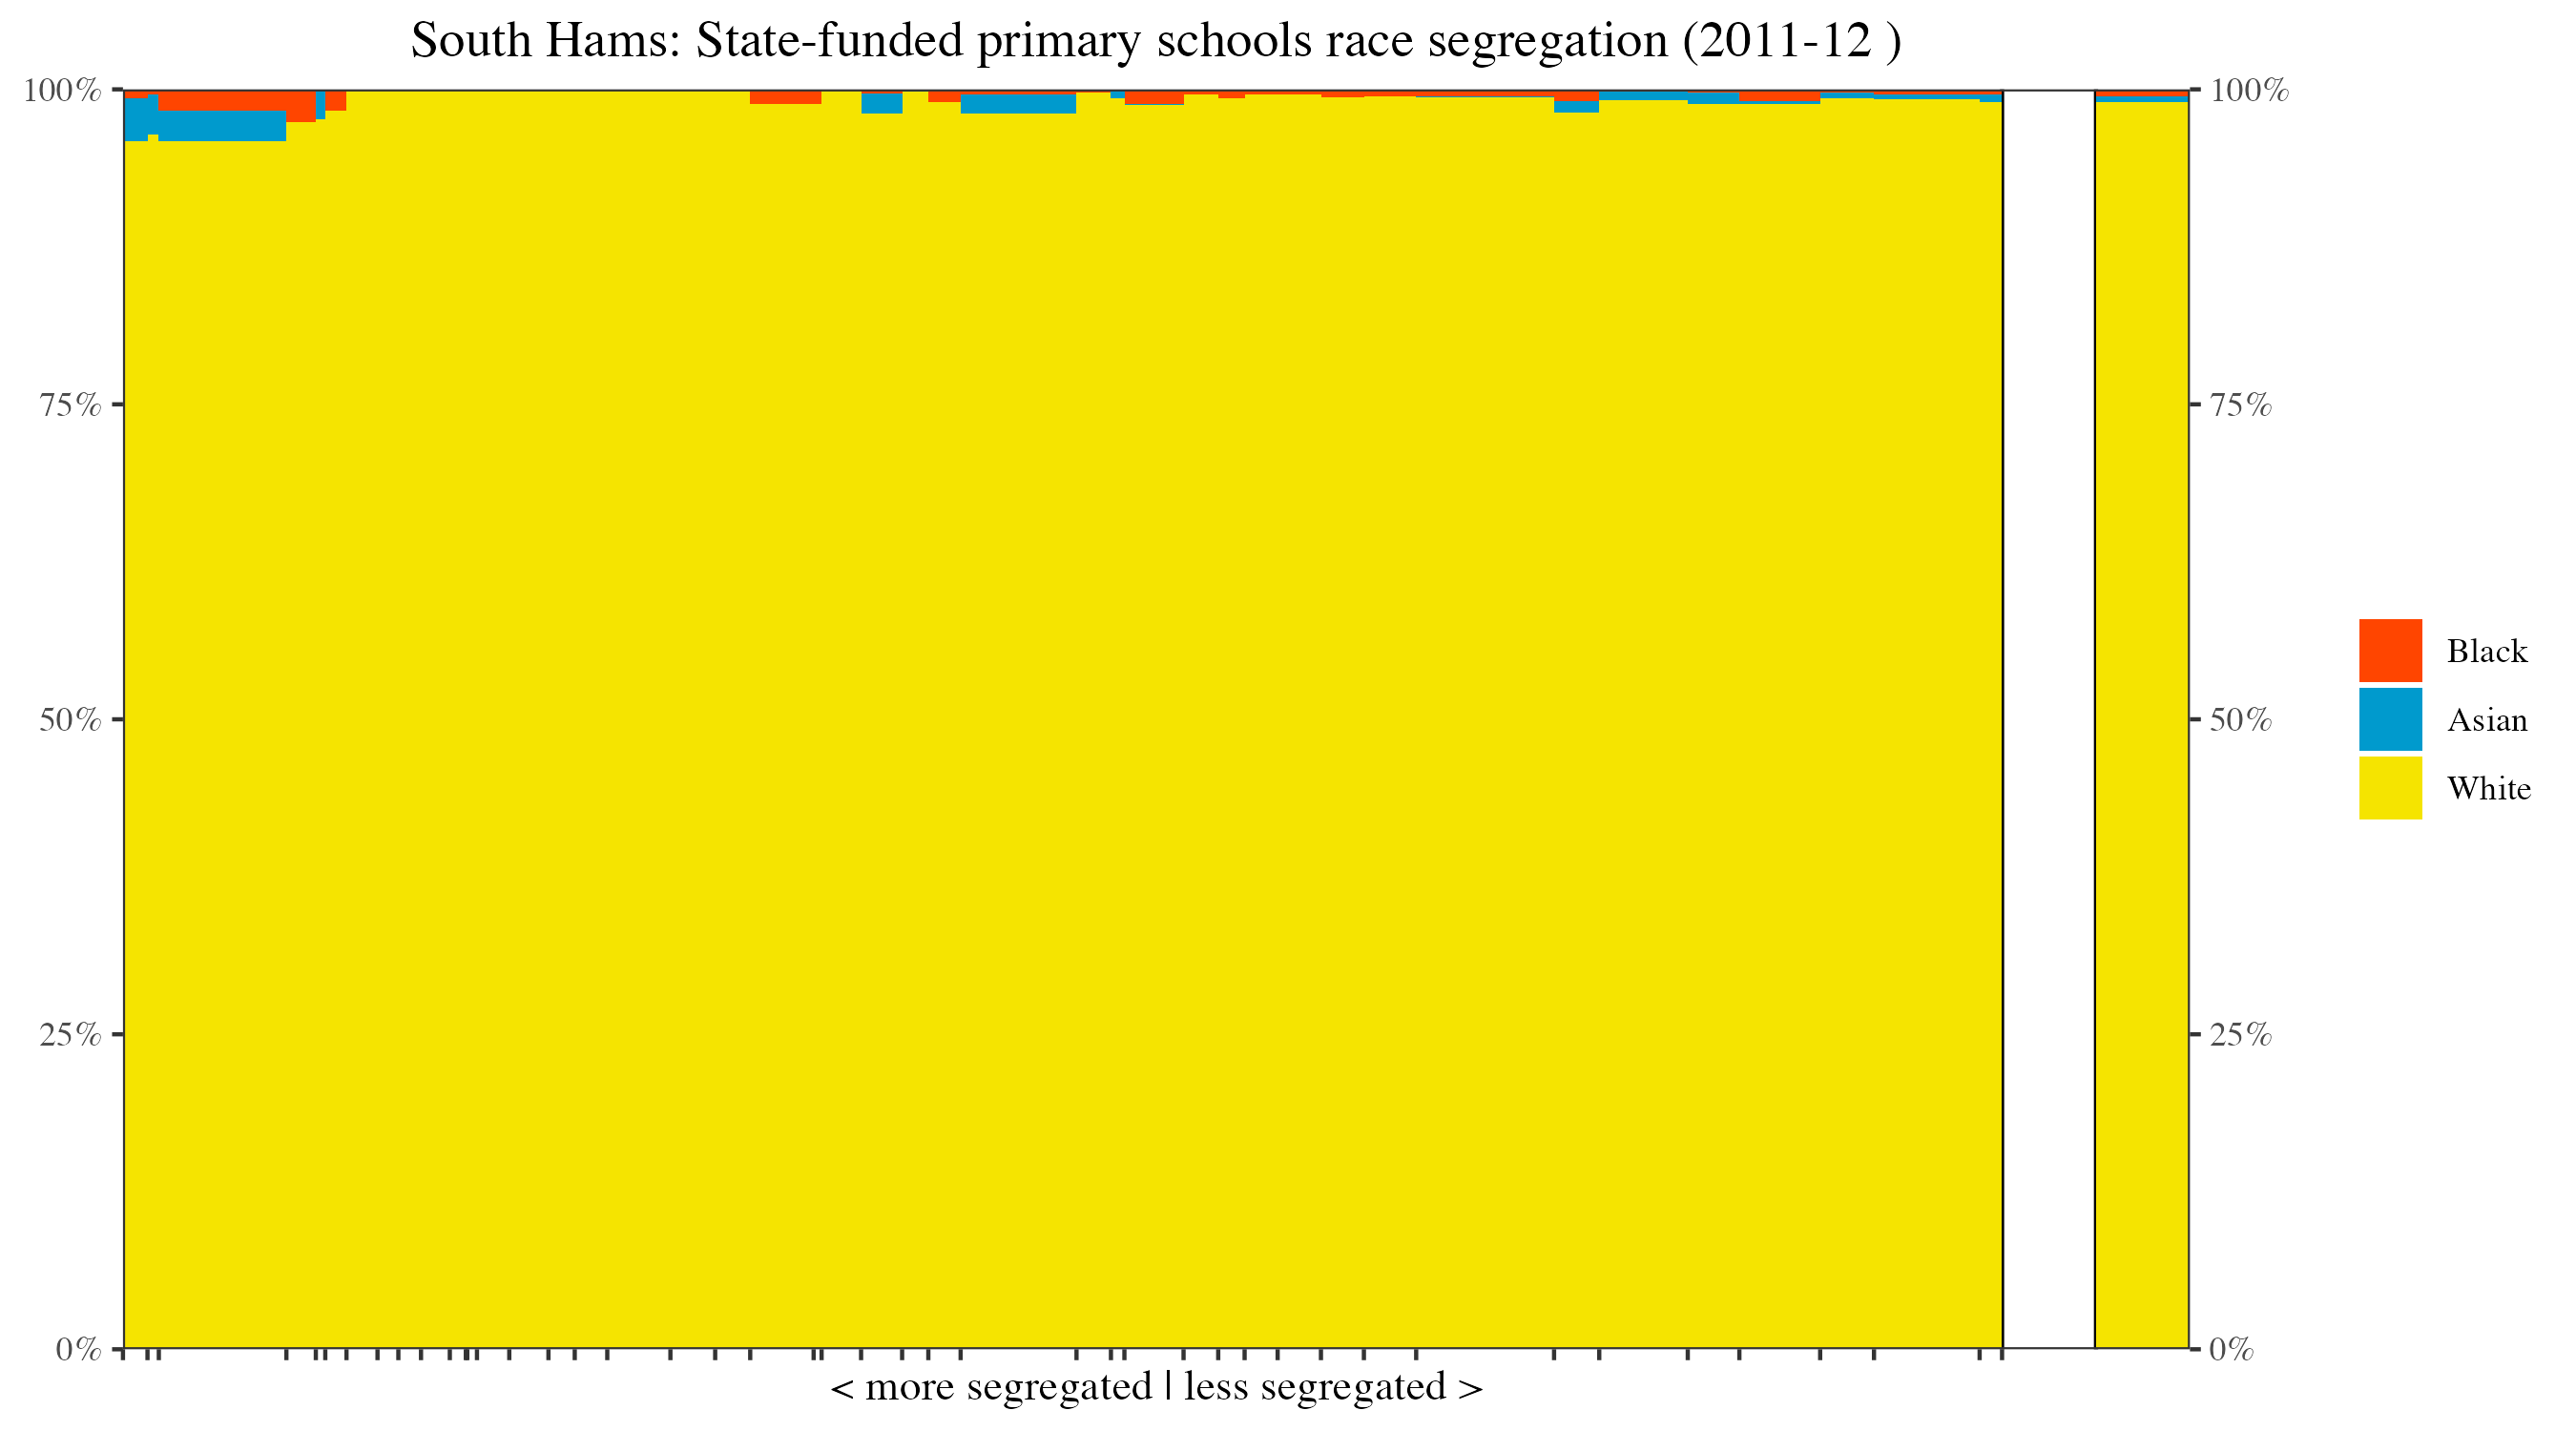 South Hams: State-funded primary schools race segregation (2011-12 )
100%
75%
50%
25%
0%
100%
75%
50%
25%
0%
Black
Asian
White
< more segregated | less segregated >